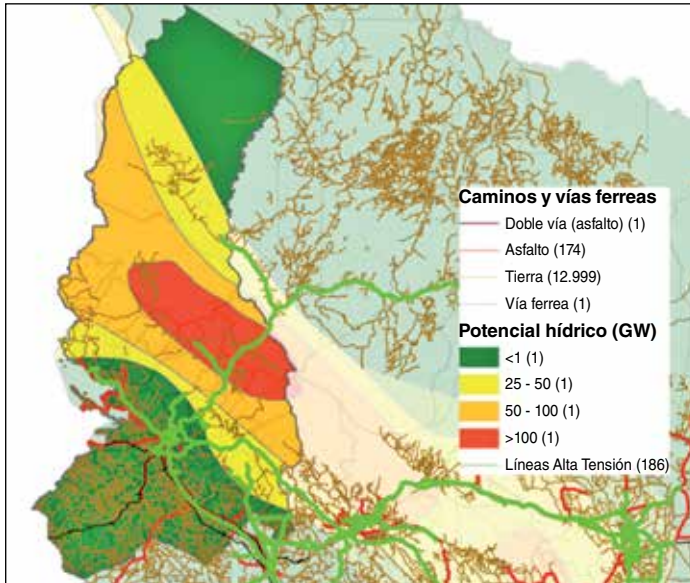 Caminos y vías ferreas
Doble vía (asfalto) (1)
Asfalto (174)
Tierra (12.999)
Vía ferrea (1)
Potencial hídrico (GW)
<1 (1)
25 - 50 (1)
50 - 100 (1)
>100 (1)
Líneas Alta Tensión (186)